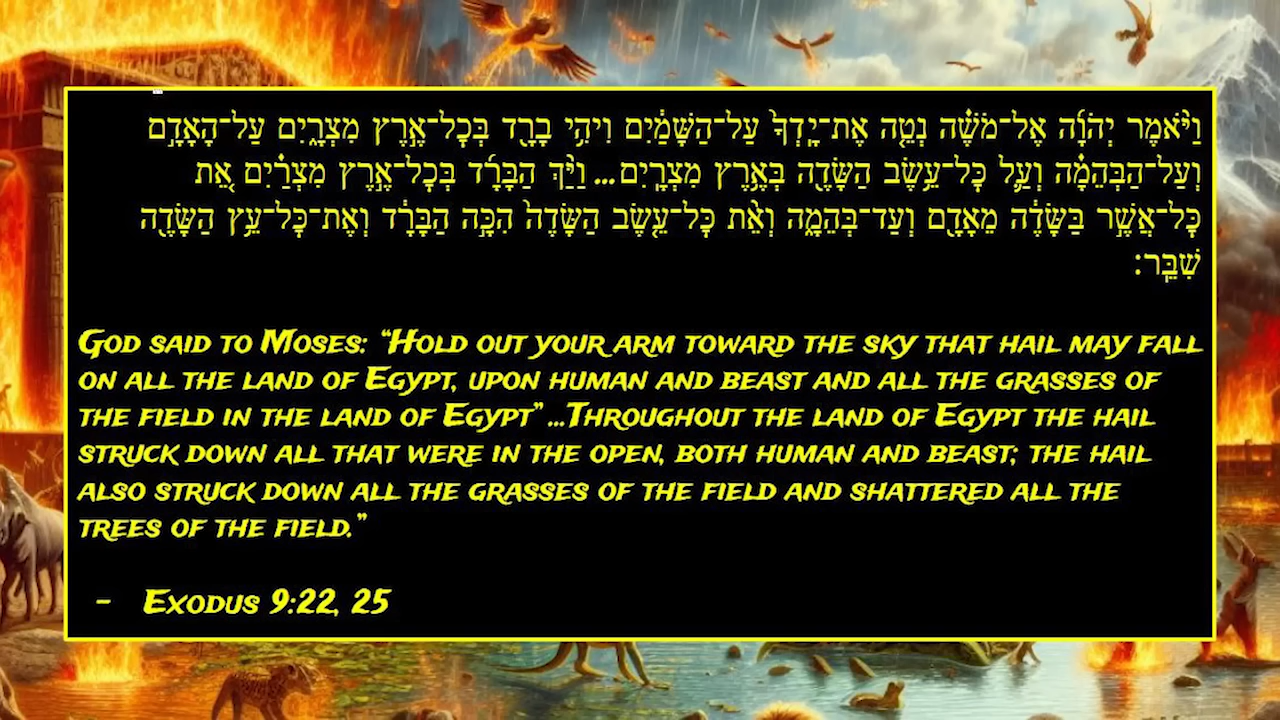 וַיֹּ֨אמֶר יְהֹוָ֜ה אֶל־מֹשֶׁ֗ה נְטֵ֤ה אֶת־יָֽדְךָ֙ עַל־הַשָּׁמַ֔יִם וִיהִ֥י בָרָ֖ד בְּכׇל־אֶ֣רֶץ מִצְרָ֑יִם עַל־הָאָדָ֣ם
וְעַל־הַבְּהֵמָ֗ה וְעַ֛ל כׇּל־עֵ֥שֶׂב הַשָּׂדֶ֖ה בְּאֶ֥רֶץ מִצְרָֽיִם... וַיַּ֨ךְ הַבָּרָ֜ד בְּכׇל־אֶ֣רֶץ מִצְרַ֗יִם אֵ֚ת
כׇּל־אֲשֶׁ֣ר בַּשָּׂדֶ֔ה מֵאָדָ֖ם וְעַד־בְּהֵמָ֑ה וְאֵ֨ת כׇּל־עֵ֤שֶׂב הַשָּׂדֶה֙ הִכָּ֣ה הַבָּרָ֔ד וְאֶת־כׇּל־עֵ֥ץ הַשָּׂדֶ֖ה
שִׁבֵּֽר׃
God said to Moses: “Hold out your arm toward the sky that hail may fall
on all the land of Egypt, upon human and beast and all the grasses of
the field in the land of Egypt” ...Throughout the land of Egypt the hail
struck down all that were in the open, both human and beast; the hail
also struck down all the grasses of the field and shattered all the
trees of the field.”
- Exodus 9:22, 25